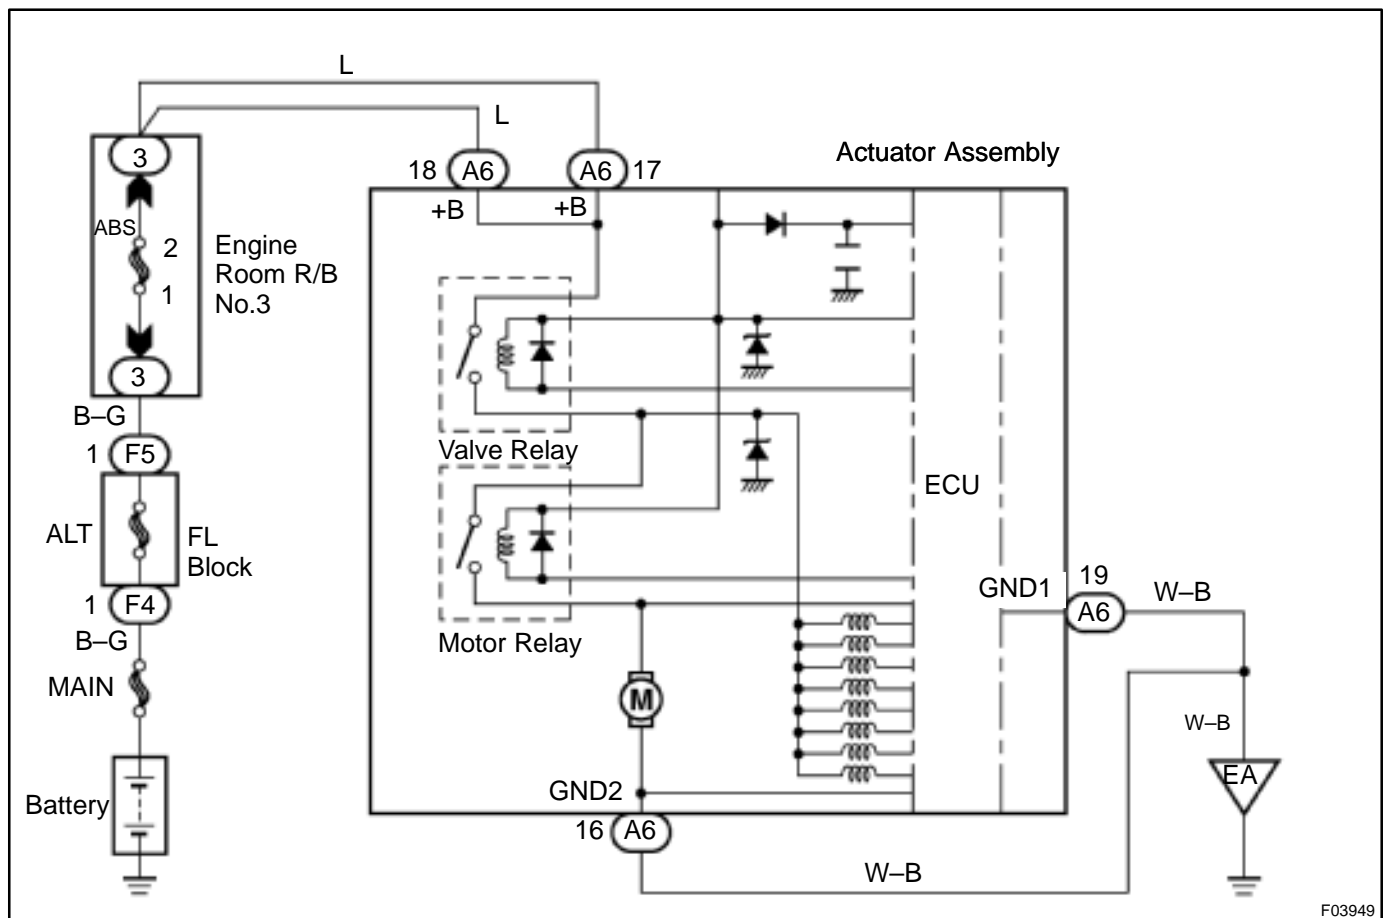 L
L
3
18 A6
A6 17
Actuator Assembly
+B
+B
ABS
2
1
Engine
Room R/B
No.3
3
B–G
1 F5
Valve Relay
ECU
ALT
FL
Block
1 F4
GND1
19
A6
W–B
B–G
Motor Relay
MAIN
M
W–B
EA
Battery
GND2
16 A6
W–B
F03949